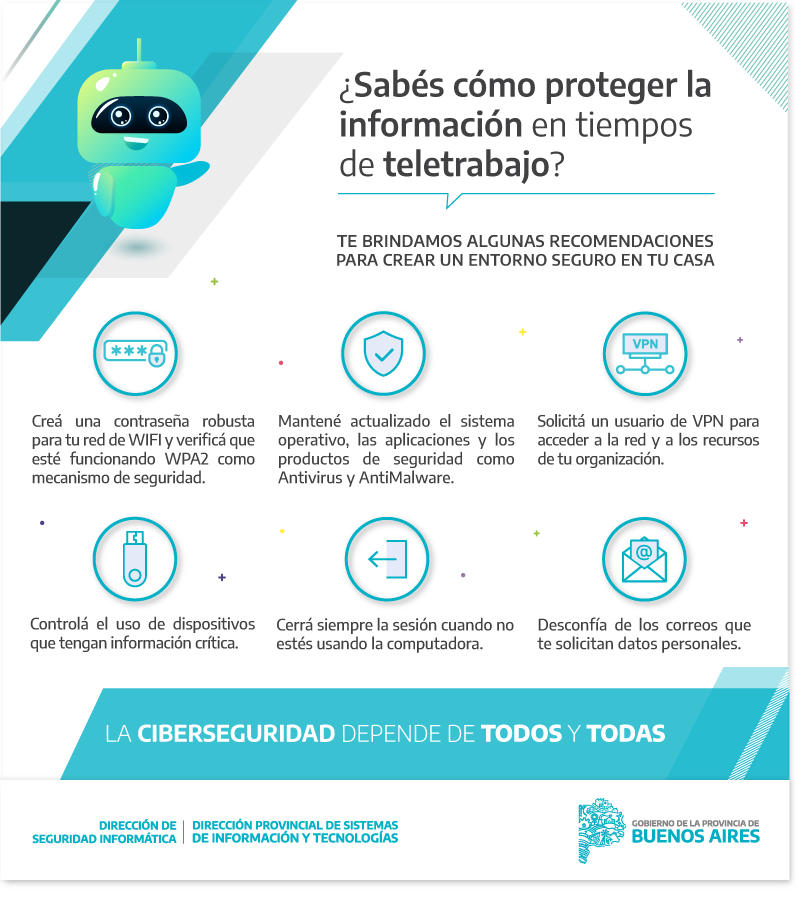 ¿Sabés cómo proteger la
información en tiempos
de teletrabajo?
TE BRINDAMOS ALGUNAS RECOMENDACIONES
PARA CREAR UN ENTORNO SEGURO EN TU CASA
***
Creá una contraseña robusta
para tu red de WIFI y verificá que
esté funcionando WPA2 como
mecanismo de seguridad.
Mantené actualizado el sistema
operativo, las aplicaciones y los
productos de seguridad como
Antivirus y AntiMalware.
VPN
Solicitá un usuario de VPN para
acceder a la red y a los recursos
de tu organización.
Controlá el uso de dispositivos
que tengan información crítica.
Cerrá siempre la sesión cuando no
estés usando la computadora.
@
Desconfía de los correos que
te solicitan datos personales.
LA CIBERSEGURIDAD DEPENDE DE TODOS Y TODAS
DIRECCIÓN DE
SEGURIDAD INFORMÁTICA
DIRECCIÓN PROVINCIAL DE SISTEMAS
DE INFORMACIÓN Y TECNOLOGÍAS
GOBIERNO DE LA PROVINCIA DE
BUENOS AIRES